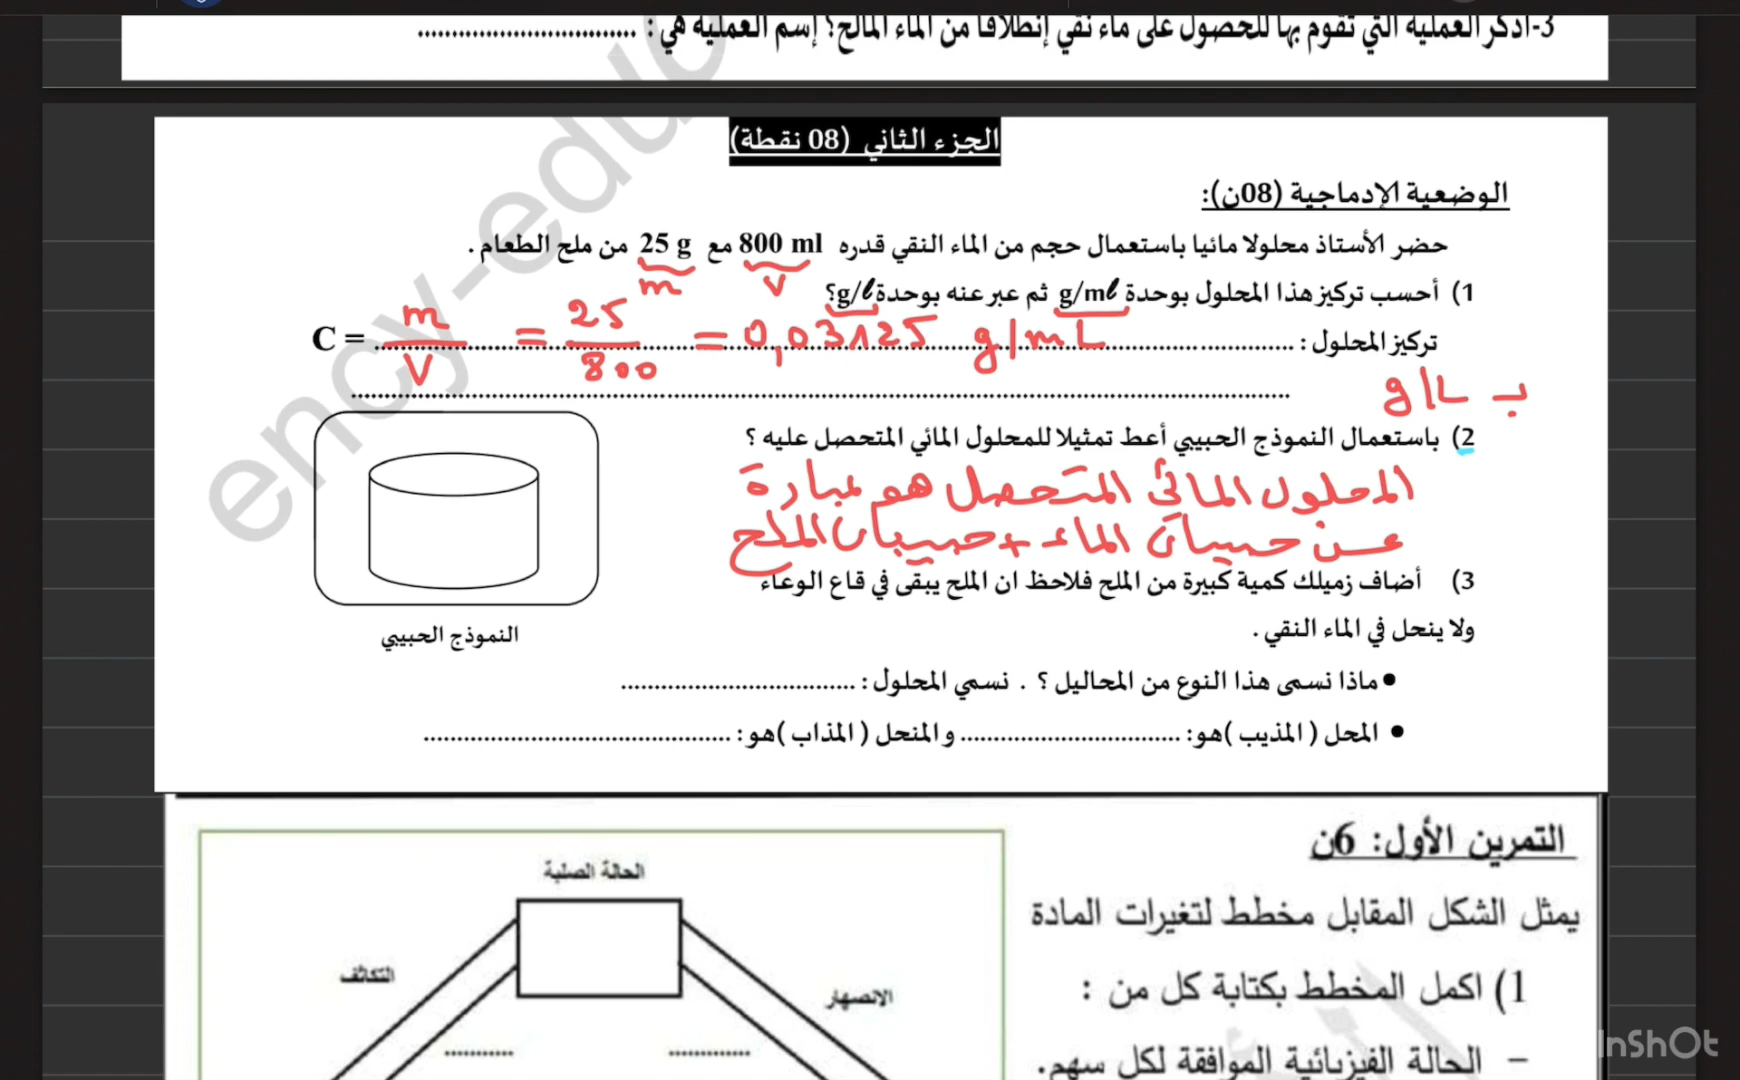 3-أذكر العملية التي تقوم بها للحصول على ماء نقي إنطلاقا من الماء المالح؟ إسم العملية هي : ................................
الجزء الثاني (08 نقطة)
الوضعية الإدماجية (08ن):
حضر الأستاذ محلولا مائيا باستعمال حجم من الماء النقي قدره 800 ml مع 25 g من ملح الطعام .
V m
1) أحسب تركيز هذا المحلول بوحدة g/mℓ ثم عبر عنه بوحدة g/ℓ؟
تركيز المحلول : C = m/V = 25/800 = 0,03125 g/mL
ب g/L
2) باستعمال النموذج الحبيبي أعط تمثيلا للمحلول المائي المتحصل عليه ؟
المحلول المائي المتحصل هو عبارة
عن حبيبات الماء + حبيبات الملح
3) أضاف زميلك كمية كبيرة من الملح فلاحظ ان الملح يبقى في قاع الوعاء
ولا ينحل في الماء النقي .
النموذج الحبيبي
• ماذا نسمى هذا النوع من المحاليل ؟ . نسمي المحلول : ..................................
• المحل ( المذيب )هو: ................................ والمنحل ( المذاب )هو: .............................................
التمرين الأول: 6ن
يمثل الشكل المقابل مخطط لتغيرات المادة
1) اكمل المخطط بكتابة كل من :
– الحالة الفيزيائية الموافقة لكل سهم.
الحالة الصلبة
التكاثف
الانصهار
...........
.............
ency-edu
InShOt